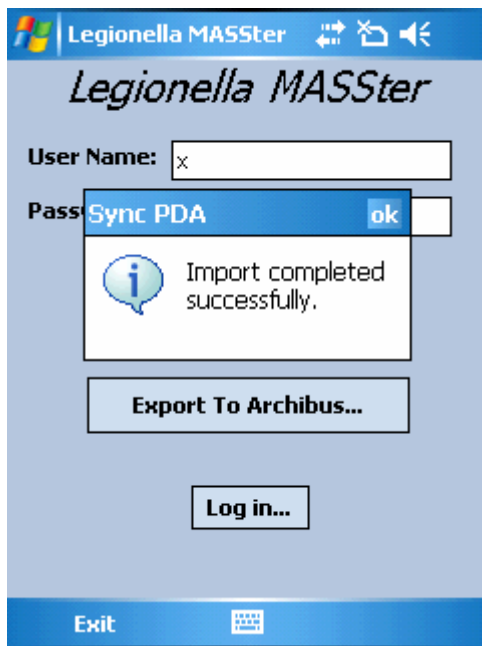 Legionella MASSter
Legionella MASSter
User Name: x
Pass
Sync PDA ok
Import completed
successfully.
Export To Archibus...
Log in...
Exit